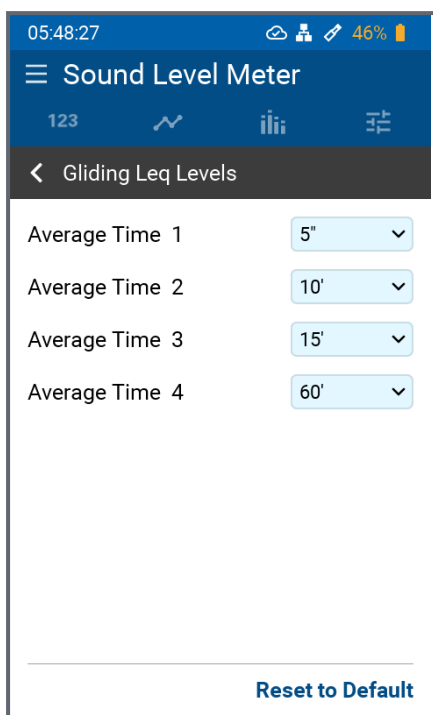 05:48:27 46%
Sound Level Meter
123
Gliding Leq Levels
Average Time 1 5"
Average Time 2 10'
Average Time 3 15'
Average Time 4 60'
Reset to Default